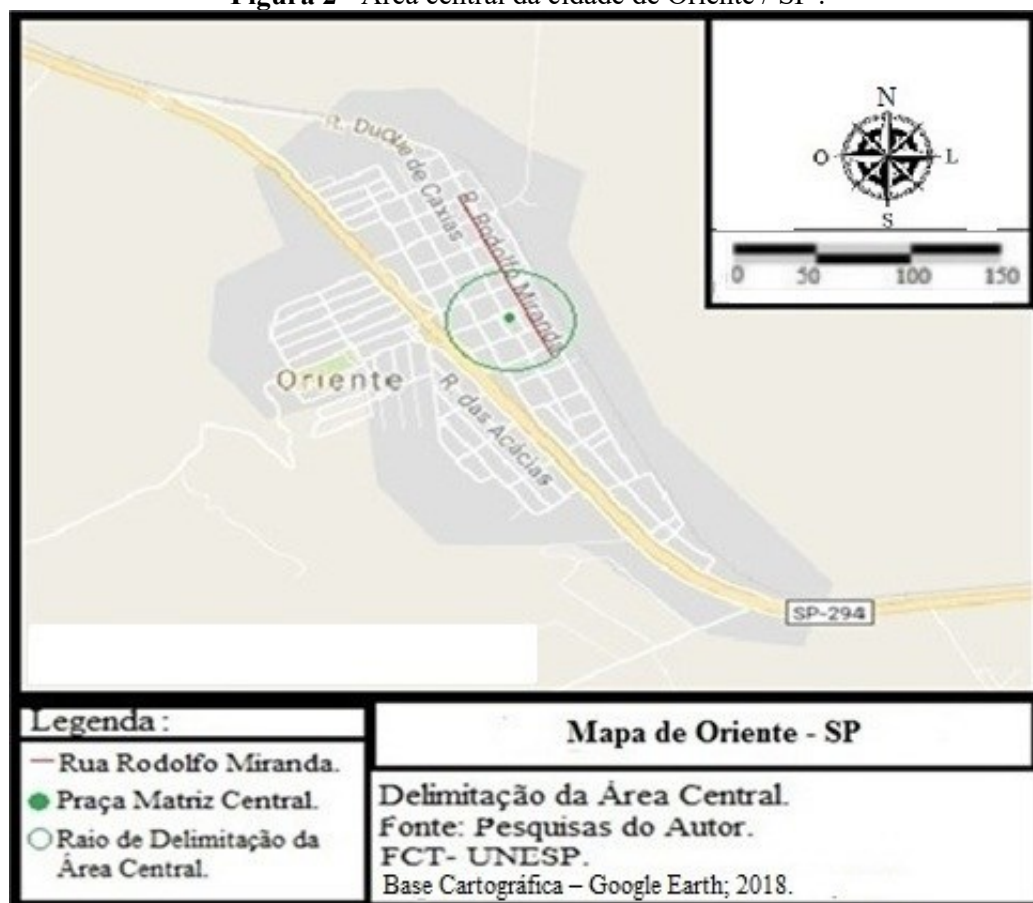 Figura 2 - Área central da cidade de Oriente / SP .
R. Duque de Caxias
R. Rodolfo Miranda
Oriente
R. das Acácias
SP-294
N
O L
S
0 50 100 150
Legenda :
Rua Rodolfo Miranda.
Praça Matriz Central.
Raio de Delimitação da
Área Central.
Mapa de Oriente - SP
Delimitação da Área Central.
Fonte: Pesquisas do Autor.
FCT- UNESP.
Base Cartográfica – Google Earth; 2018.